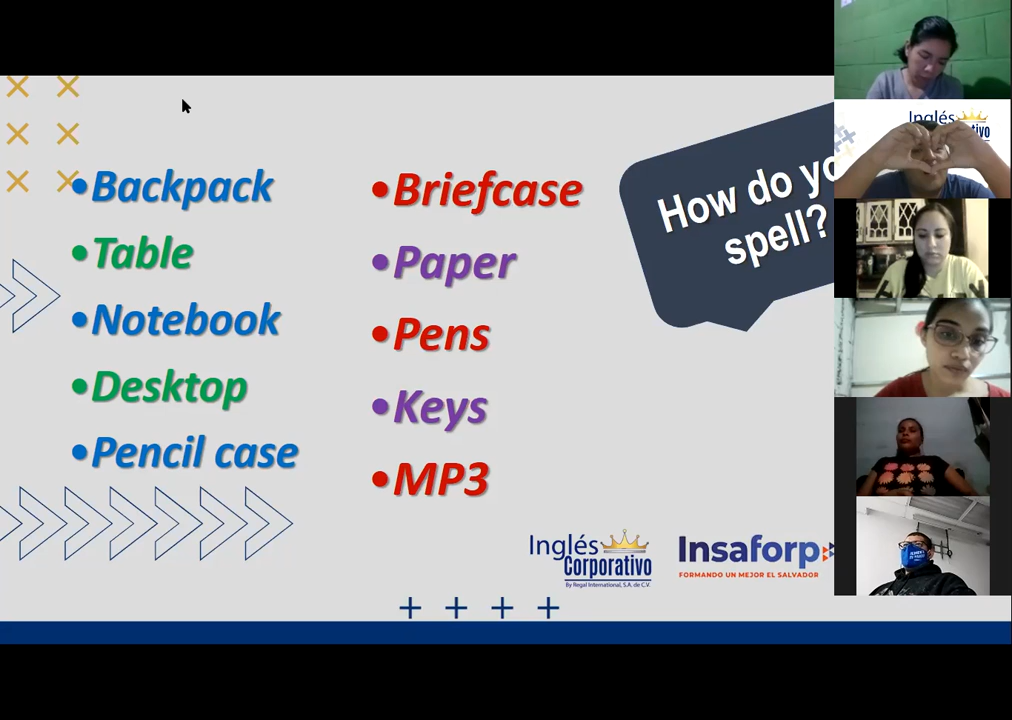 •Backpack
•Table
•Notebook
•Desktop
•Pencil case
•Briefcase
•Paper
•Pens
•Keys
•MP3
How do yo
spell?
Inglés
Corporativo
By Regal International, S.A. de C.V.
Insaforp
FORMANDO UN MEJOR EL SALVADOR
Inglés